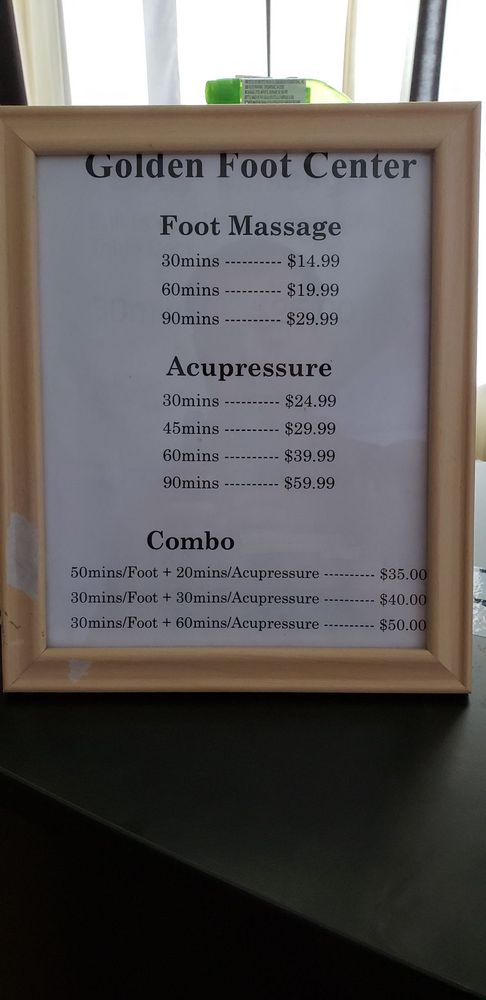 Golden Foot Center
Foot Massage
30mins ---------- $14.99
60mins ---------- $19.99
90mins ---------- $29.99
Acupressure
30mins ---------- $24.99
45mins ---------- $29.99
60mins ---------- $39.99
90mins ---------- $59.99
Combo
50mins/Foot + 20mins/Acupressure ---------- $35.00
30mins/Foot + 30mins/Acupressure ---------- $40.00
30mins/Foot + 60mins/Acupressure ---------- $50.00